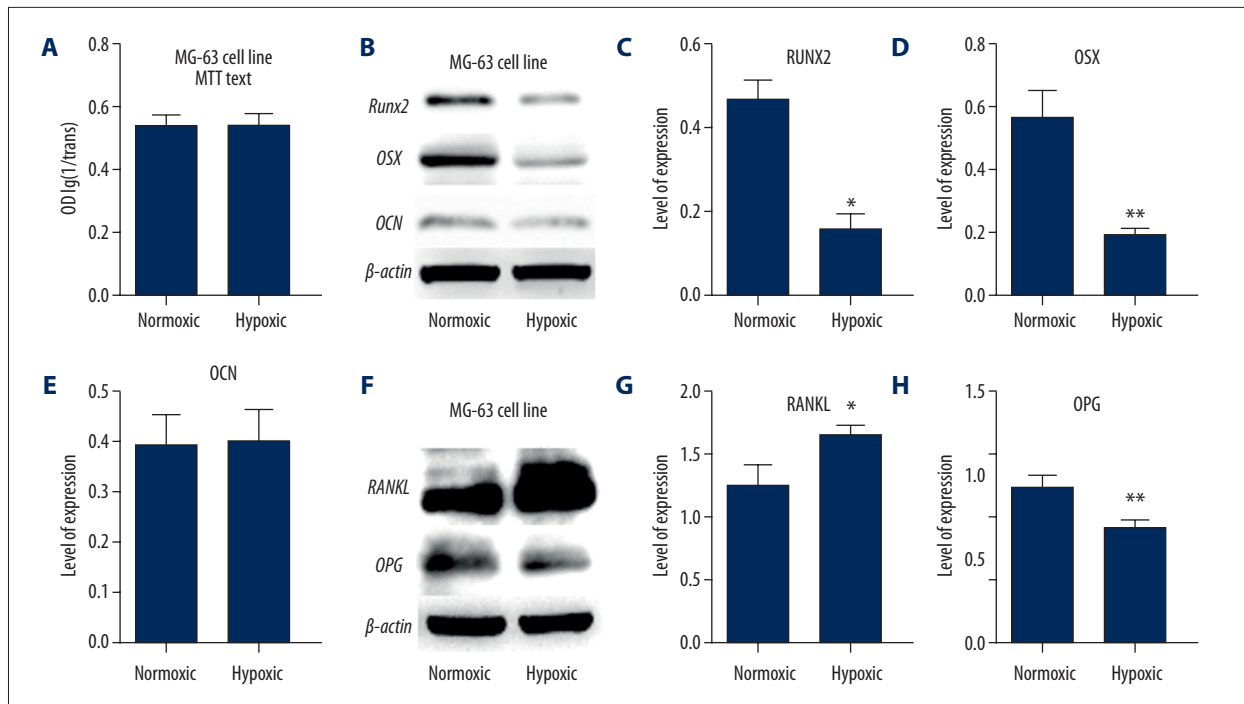 A
MG-63 cell line
MTT text
OD lg(1/trans)
0.8
0.6
0.4
0.2
0.0
Normoxic Hypoxic
B
MG-63 cell line
Runx2
OSX
OCN
β-actin
Normoxic Hypoxic
C
RUNX2
Level of expression
0.6
0.4
0.2
0.0
*
Normoxic Hypoxic
D
OSX
Level of expression
0.8
0.6
0.4
0.2
0.0
**
Normoxic Hypoxic
E
OCN
Level of expression
0.5
0.4
0.3
0.4
0.2
0.0
Normoxic Hypoxic
F
MG-63 cell line
RANKL
OPG
β-actin
Normoxic Hypoxic
G
RANKL
Level of expression
2.0
1.5
1.0
1.5
0.0
*
Normoxic Hypoxic
H
OPG
Level of expression
1.5
1.0
0.5
0.0
**
Normoxic Hypoxic